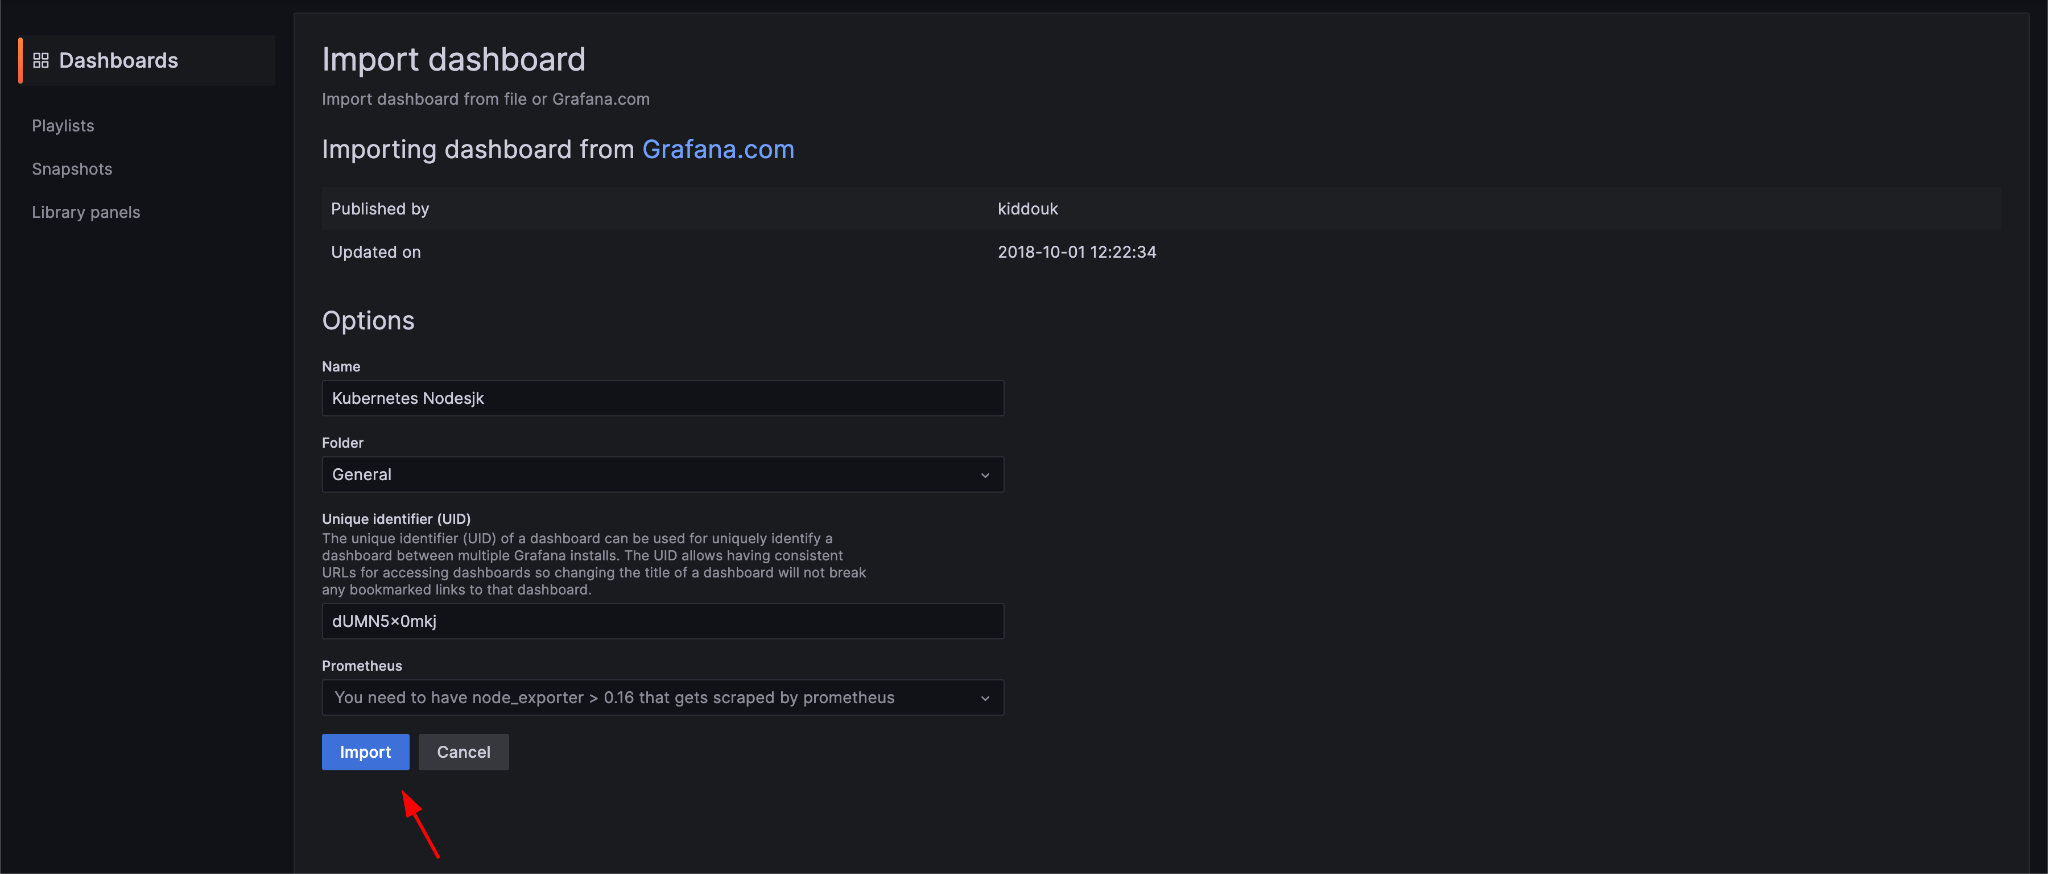 Dashboards
Playlists
Snapshots
Library panels
Import dashboard
Import dashboard from file or Grafana.com
Importing dashboard from Grafana.com
Published by kiddouk
Updated on 2018-10-01 12:22:34
Options
Name
Kubernetes Nodesjk
Folder
General
Unique identifier (UID)
The unique identifier (UID) of a dashboard can be used for uniquely identify a
dashboard between multiple Grafana installs. The UID allows having consistent
URLs for accessing dashboards so changing the title of a dashboard will not break
any bookmarked links to that dashboard.
dUMN5x0mkj
Prometheus
You need to have node_exporter > 0.16 that gets scraped by prometheus
Import Cancel